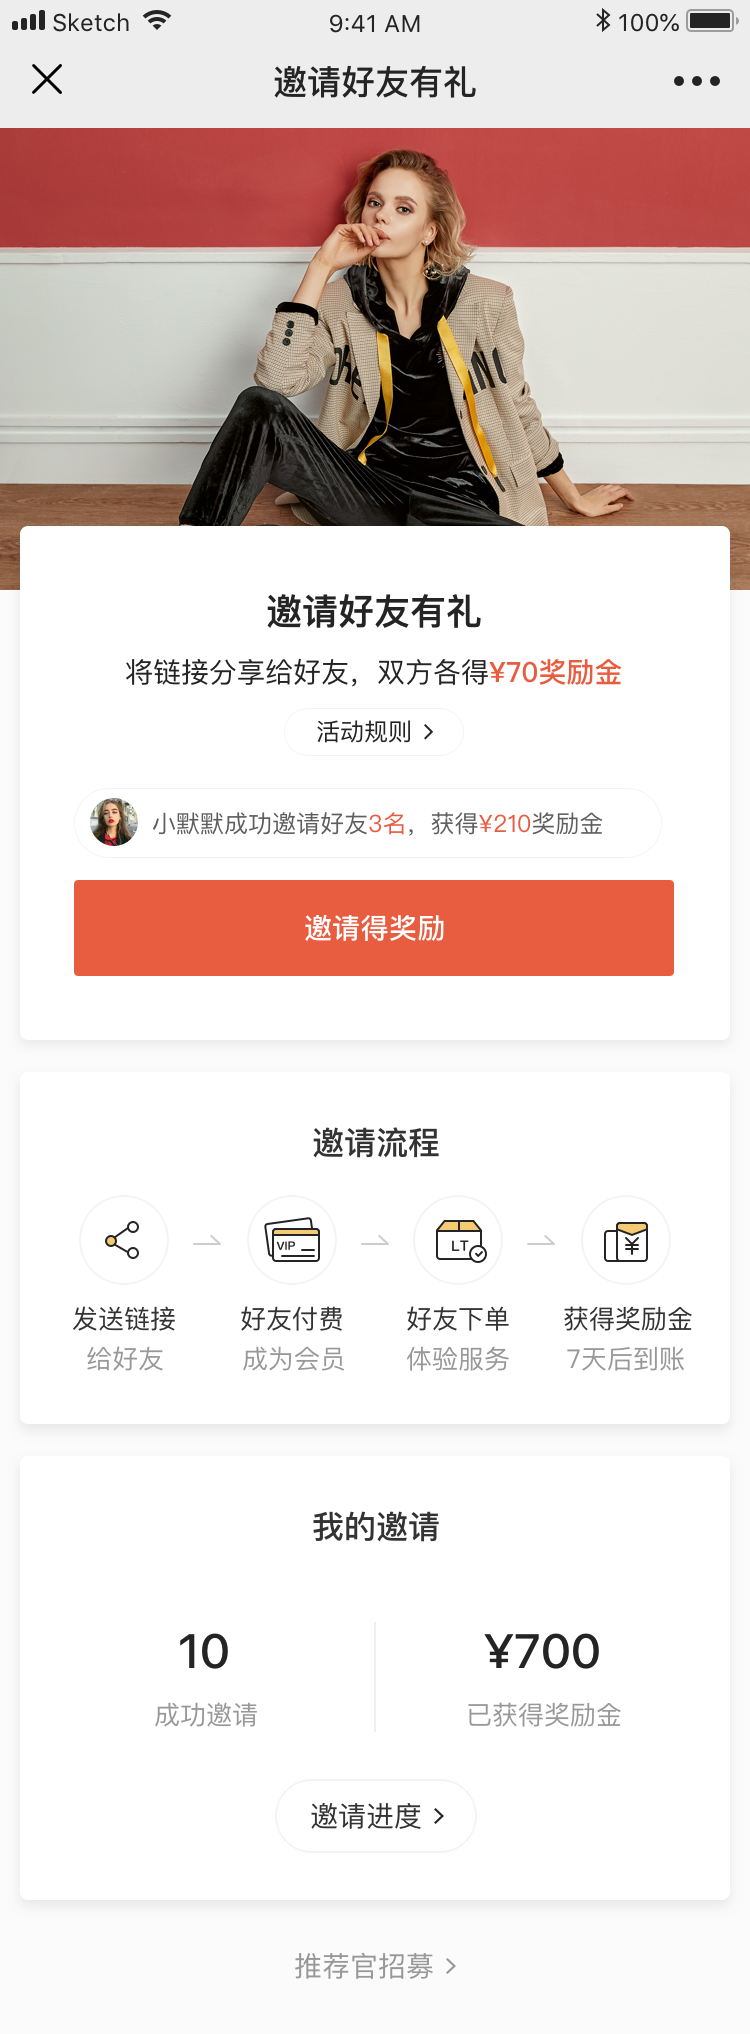 Sketch 9:41 AM 100%
邀请好友有礼
邀请好友有礼
将链接分享给好友，双方各得¥70奖励金
活动规则
小默默成功邀请好友3名，获得¥210奖励金
邀请得奖励
邀请流程
VIP
LT
¥
发送链接 好友付费 好友下单 获得奖励金
给好友 成为会员 体验服务 7天后到账
我的邀请
10 ¥700
成功邀请 已获得奖励金
邀请进度
推荐官招募